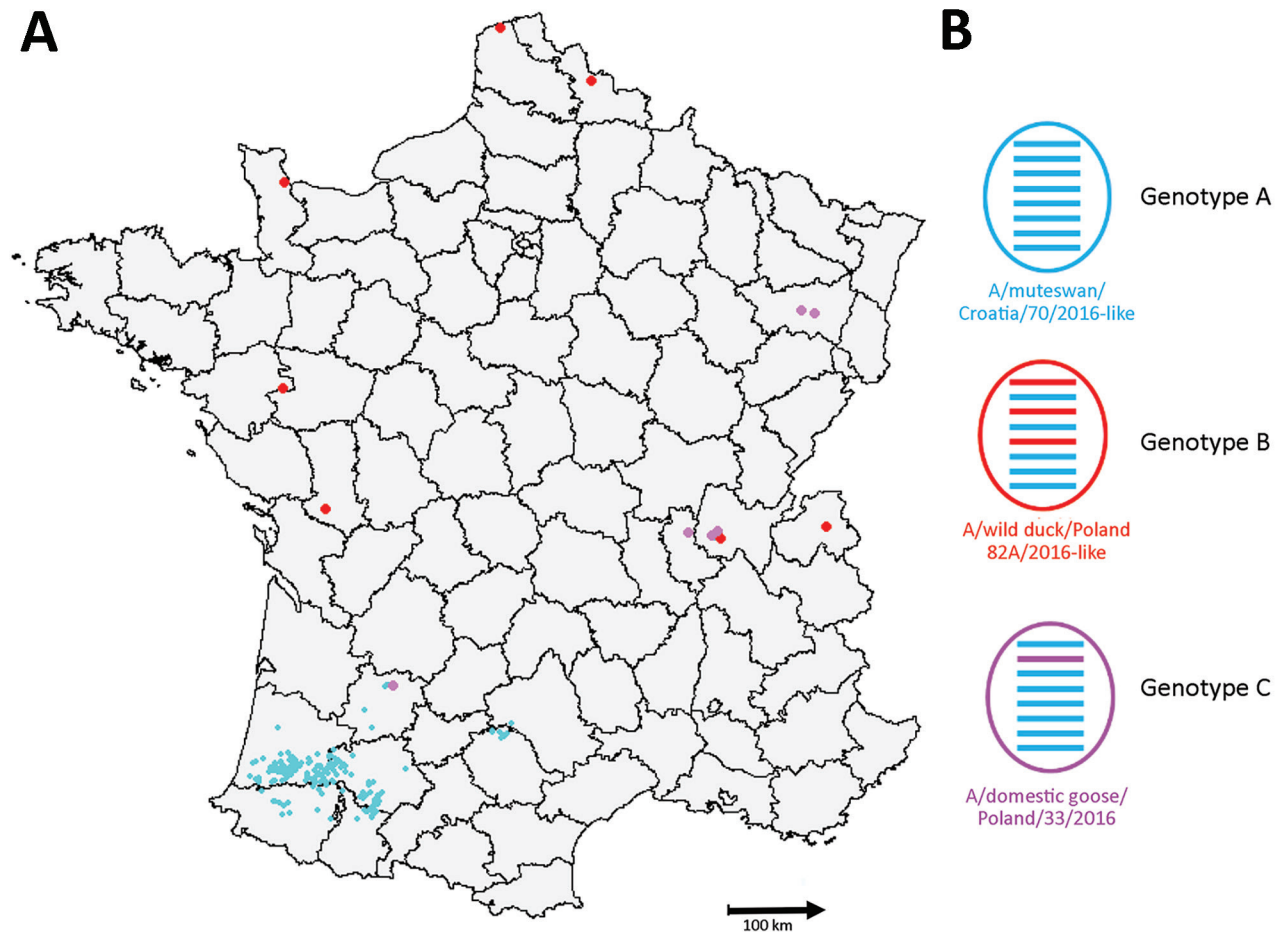 A
B
Genotype A
A/muteswan/
Croatia/70/2016-like
Genotype B
A/wild duck/Poland
82A/2016-like
Genotype C
A/domestic goose/
Poland/33/2016
100 km